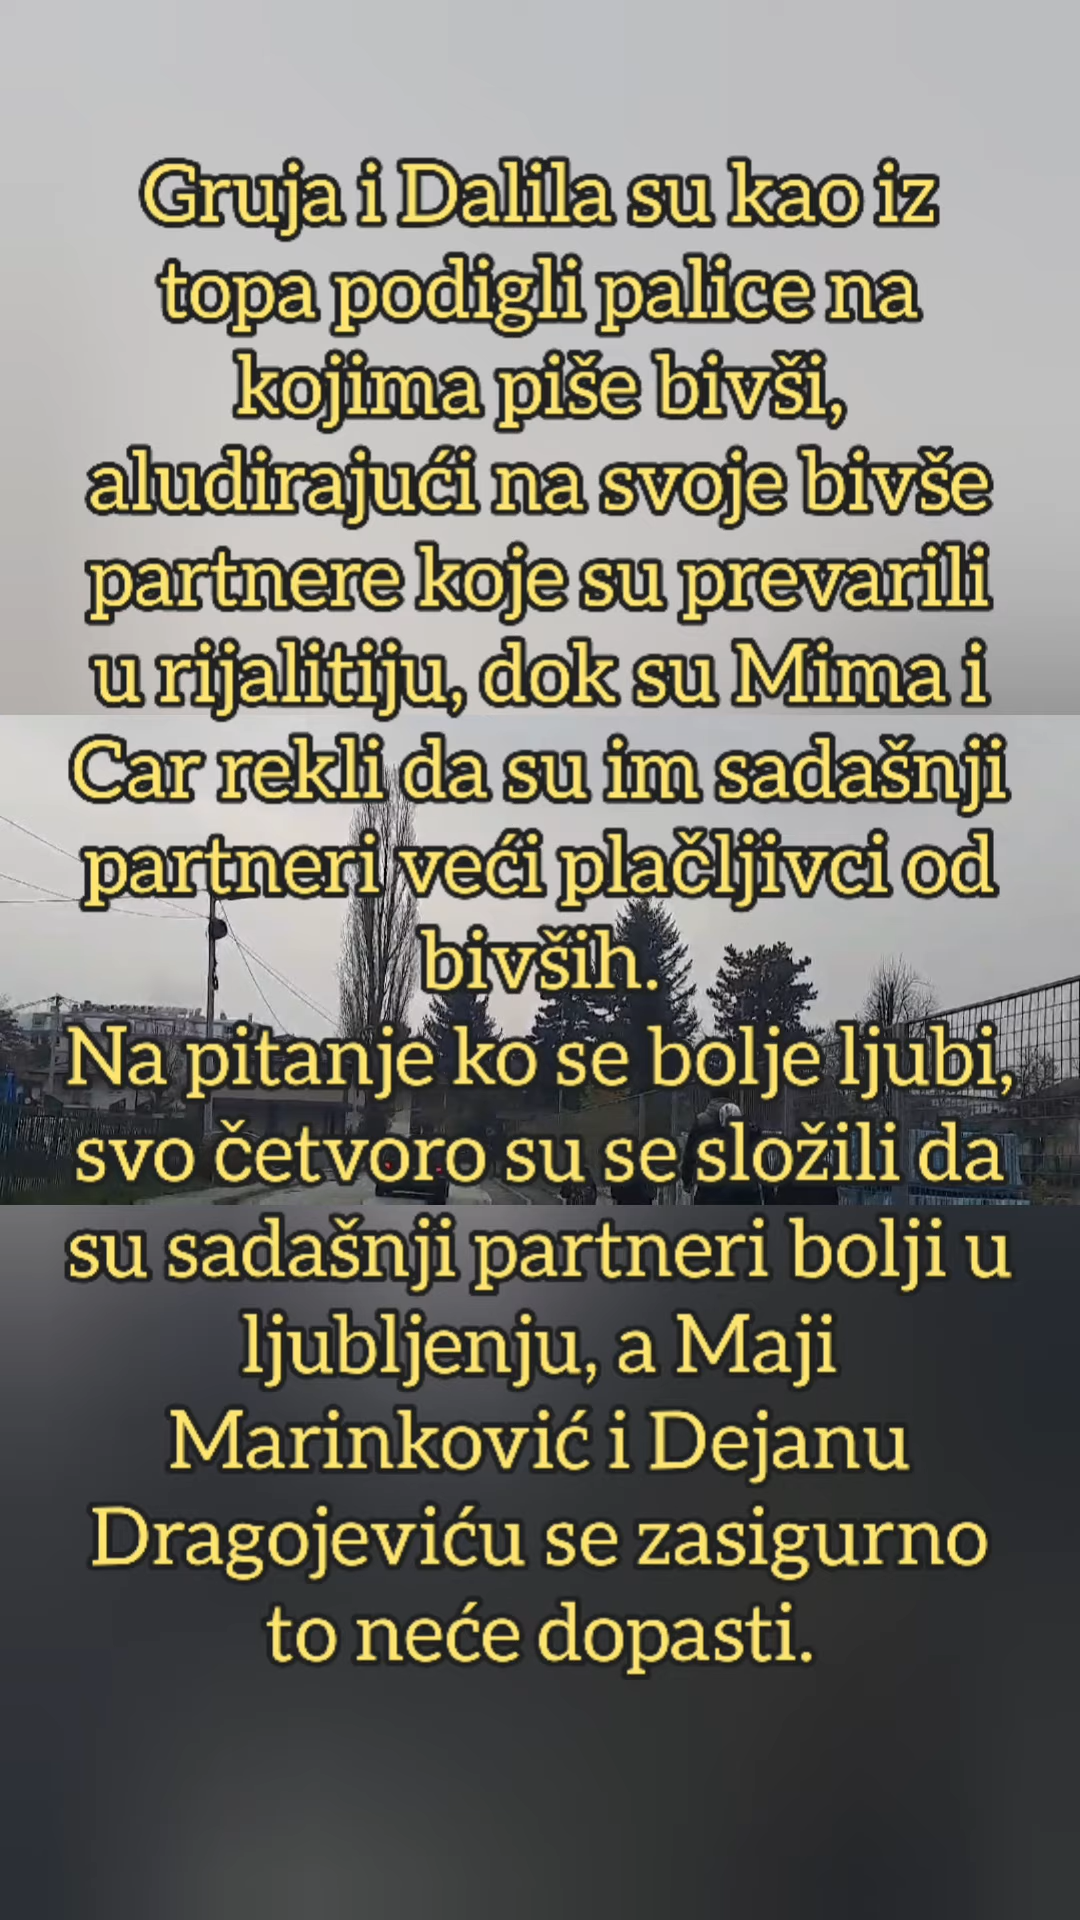 Gruja i Dalila su kao iz
topa podigli palice na
kojima piše bivši,
aludirajući na svoje bivše
partnere koje su prevarili
u rijalitiju, dok su Mima i
Car rekli da su im sadašnji
partneri veći plačljivci od
bivših.
Na pitanje ko se bolje ljubi,
svo četvoro su se složili da
su sadašnji partneri bolji u
ljubljenju, a Maji
Marinković i Dejanu
Dragojeviću se zasigurno
to neće dopasti.